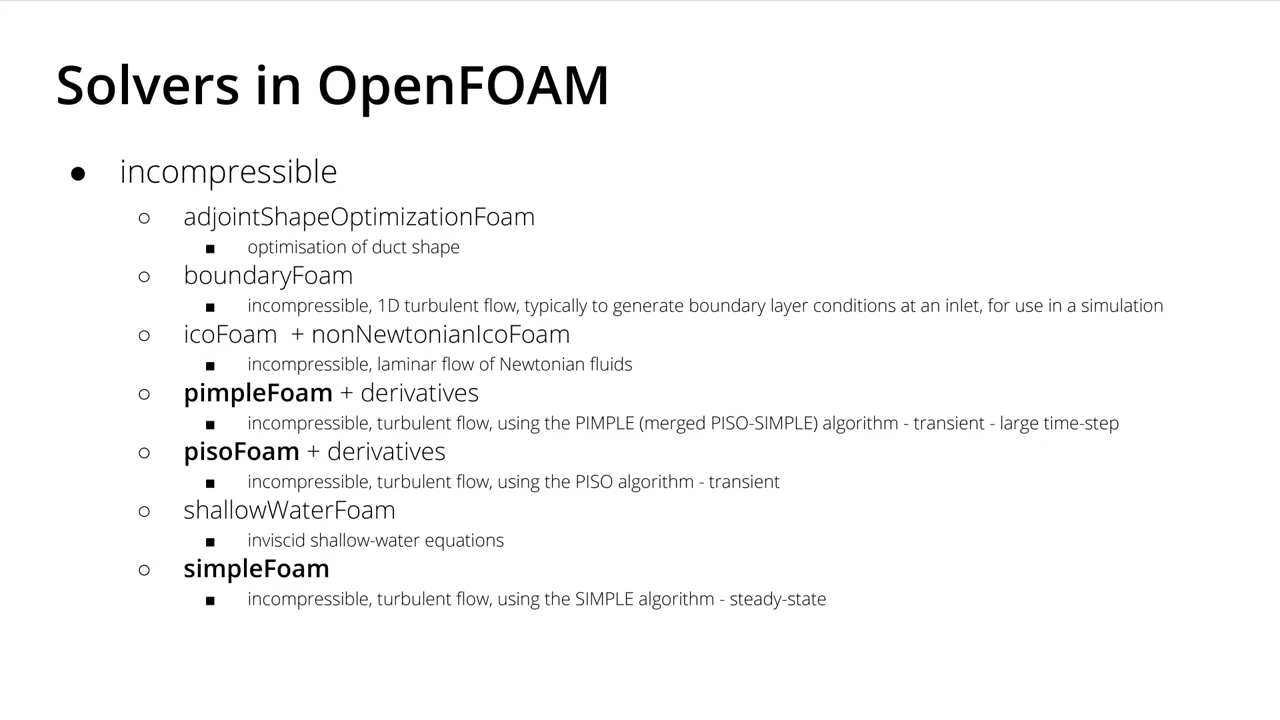 Solvers in OpenFOAM
● incompressible
○ adjointShapeOptimizationFoam
■ optimisation of duct shape
○ boundaryFoam
■ incompressible, 1D turbulent flow, typically to generate boundary layer conditions at an inlet, for use in a simulation
○ icoFoam + nonNewtonianIcoFoam
■ incompressible, laminar flow of Newtonian fluids
○ pimpleFoam + derivatives
■ incompressible, turbulent flow, using the PIMPLE (merged PISO-SIMPLE) algorithm - transient - large time-step
○ pisoFoam + derivatives
■ incompressible, turbulent flow, using the PISO algorithm - transient
○ shallowWaterFoam
■ inviscid shallow-water equations
○ simpleFoam
■ incompressible, turbulent flow, using the SIMPLE algorithm - steady-state